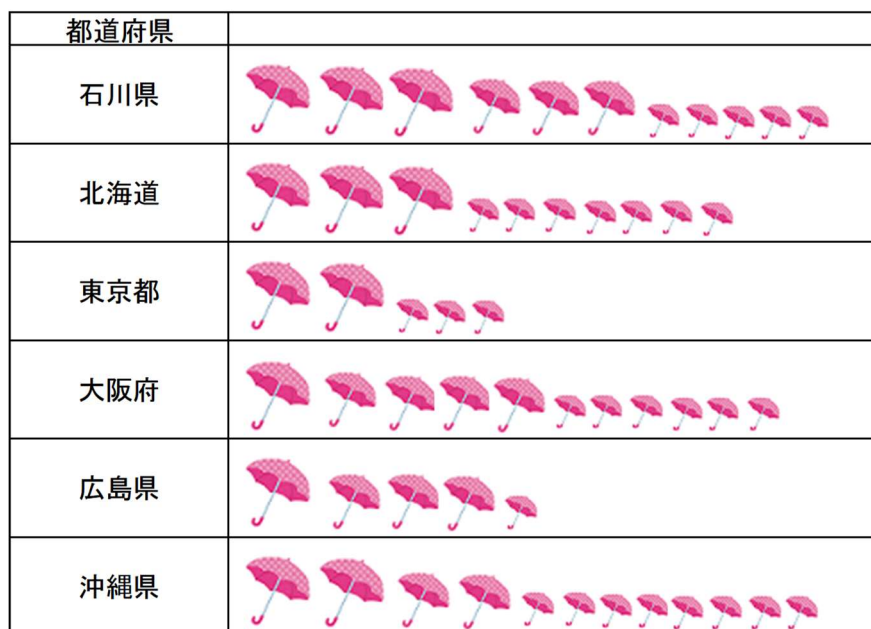 都道府県
石川県
北海道
東京都
大阪府
広島県
沖縄県